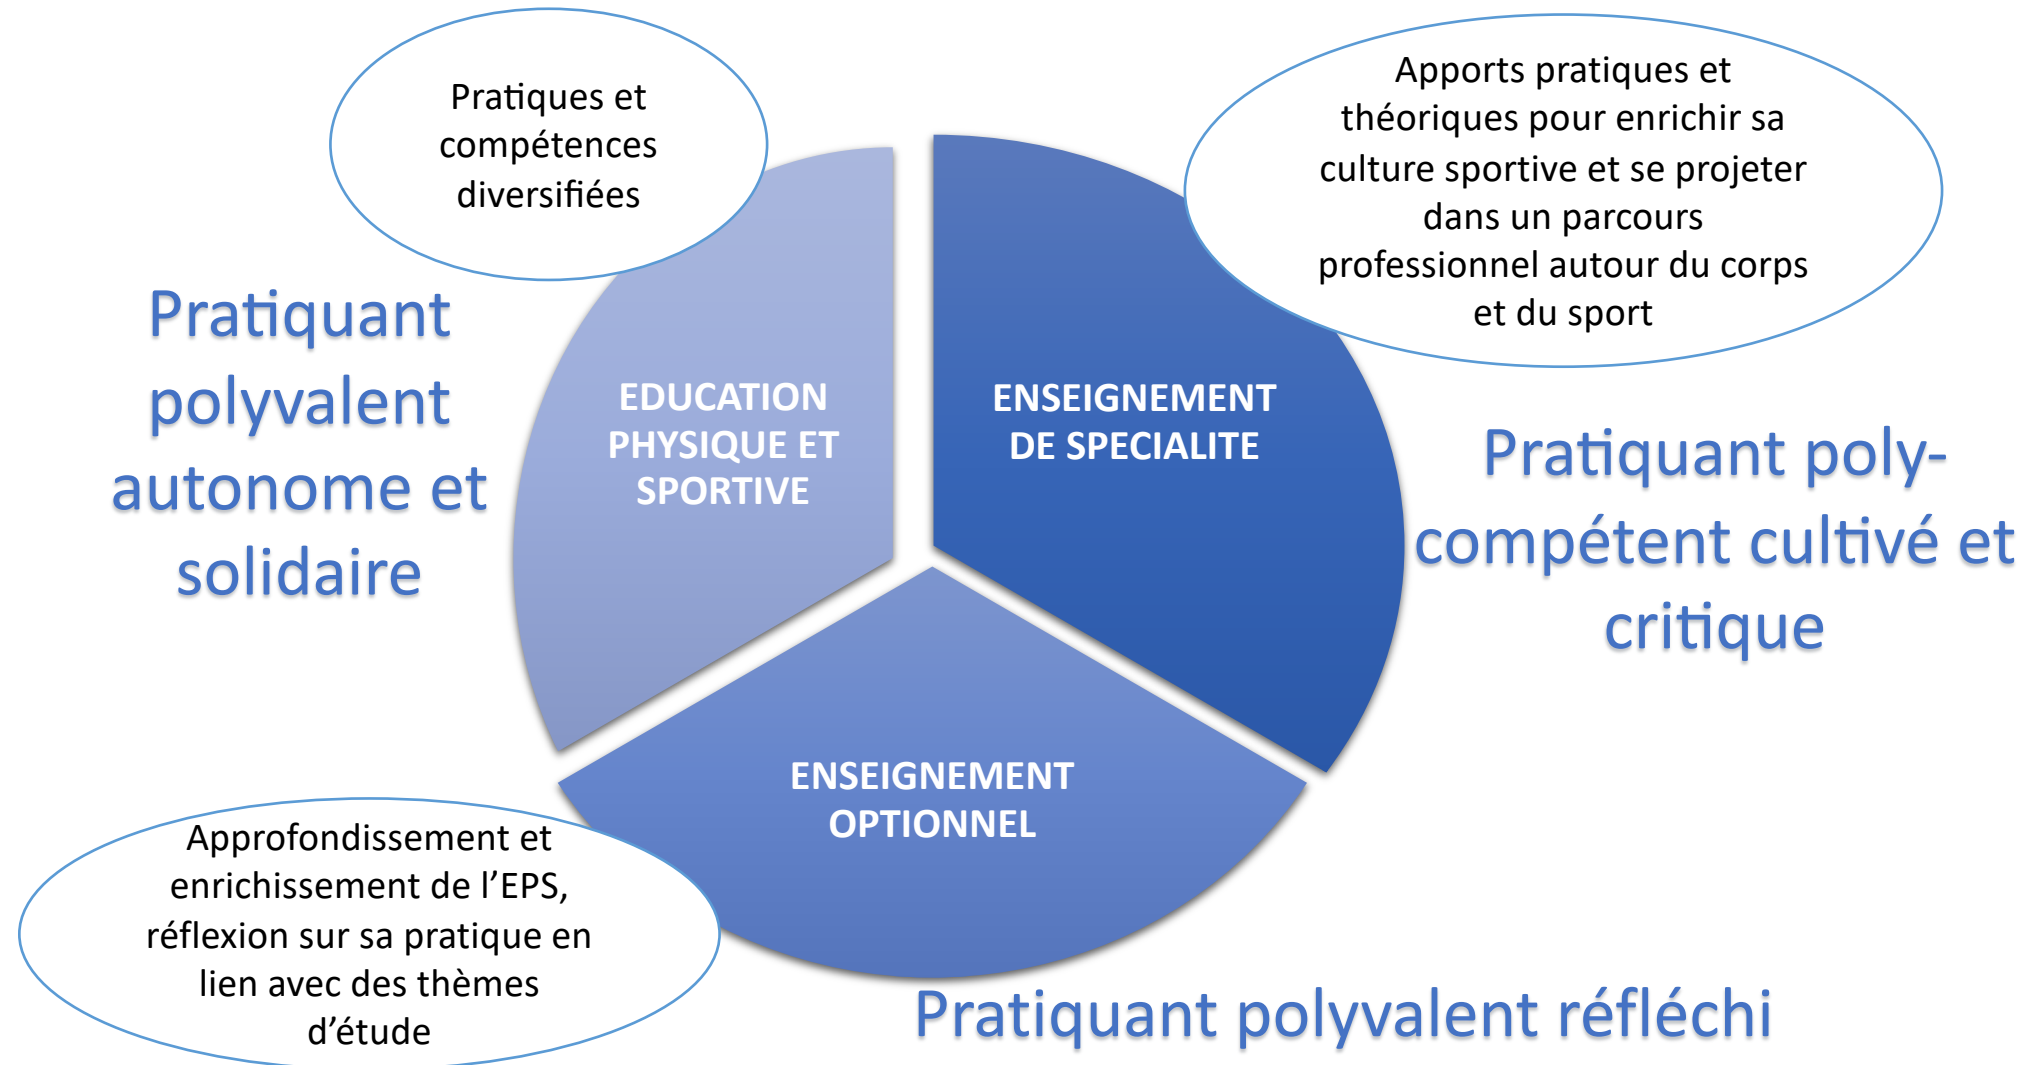 Pratiques et
compétences
diversifiées
Apports pratiques et
théoriques pour enrichir sa
culture sportive et se projeter
dans un parcours
professionnel autour du corps
et du sport
Pratiquant
polyvalent
autonome et
solidaire
EDUCATION
PHYSIQUE ET
SPORTIVE
ENSEIGNEMENT
DE SPECIALITE
Pratiquant poly-
compétent cultivé et
critique
ENSEIGNEMENT
OPTIONNEL
Approfondissement et
enrichissement de l’EPS,
réflexion sur sa pratique en
lien avec des thèmes
d’étude
Pratiquant polyvalent réfléchi